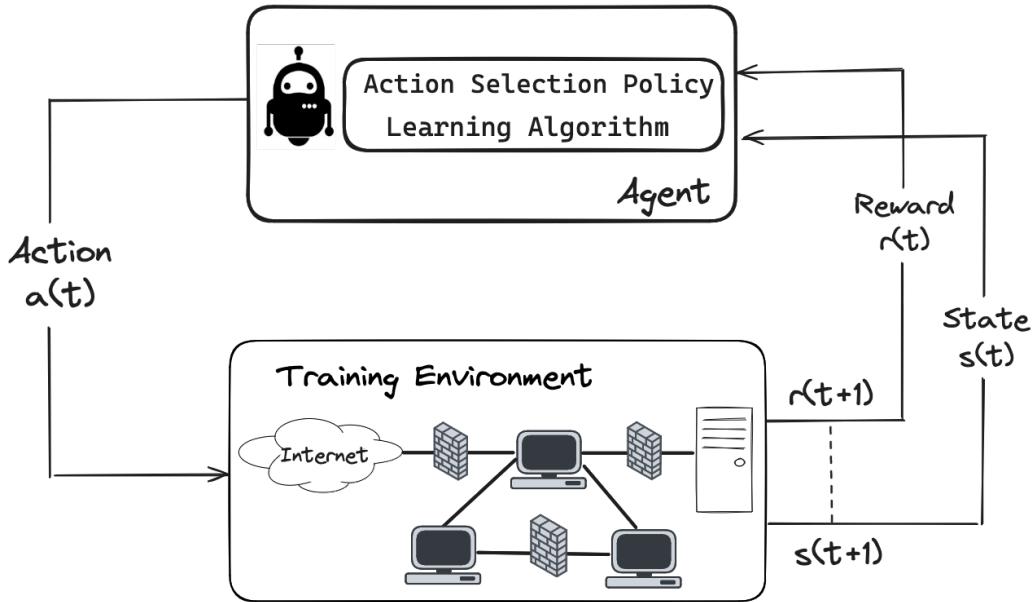 Action Selection Policy
Learning Algorithm
Agent
Reward
r(t)
Action
a(t)
State
s(t)
Training Environment
r(t+1)
Internet
s(t+1)